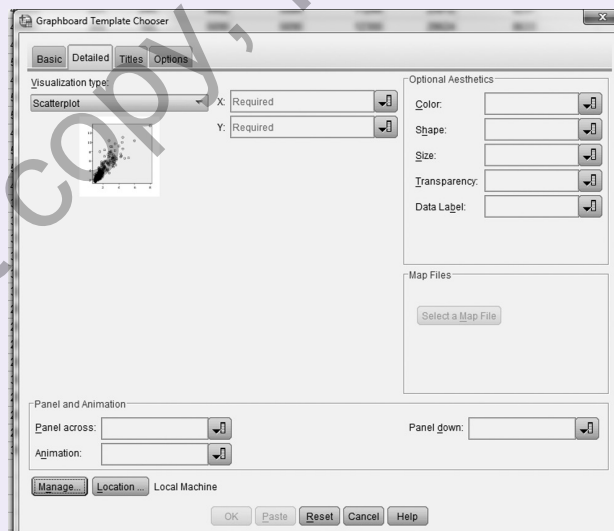 Graphboard Template Chooser
Basic Detailed Titles Options
Visualization type:
Scatterplot
X: Required
Y: Required
Optional Aesthetics
Color:
Shape:
Size:
Transparency:
Data Label:
Map Files
Select a Map File
Panel and Animation
Panel across:
Panel down:
Animation:
Manage... Location ... Local Machine
OK Paste Reset Cancel Help
copy,